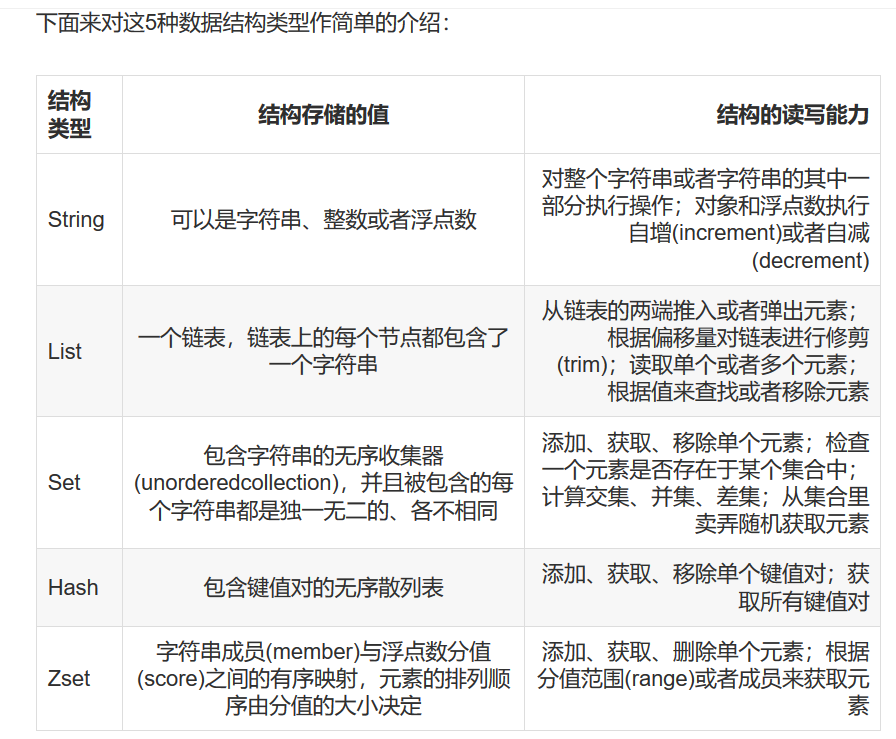 下面来对这5种数据结构类型作简单的介绍：
结构
类型
结构存储的值
结构的读写能力
String
可以是字符串、整数或者浮点数
对整个字符串或者字符串的其中一
部分执行操作；对象和浮点数执行
自增(increment)或者自减
(decrement)
List
一个链表，链表上的每个节点都包含了
一个字符串
从链表的两端推入或者弹出元素；
根据偏移量对链表进行修剪
(trim)；读取单个或者多个元素；
根据值来查找或者移除元素
Set
包含字符串的无序收集器
(unorderedcollection)，并且被包含的每
个字符串都是独一无二的、各不相同
添加、获取、移除单个元素；检查
一个元素是否存在于某个集合中；
计算交集、并集、差集；从集合里
卖弄随机获取元素
Hash
包含键值对的无序散列表
添加、获取、移除单个键值对；获
取所有键值对
Zset
字符串成员(member)与浮点数分值
(score)之间的有序映射，元素的排列顺
序由分值的大小决定
添加、获取、删除单个元素；根据
分值范围(range)或者成员来获取元
素